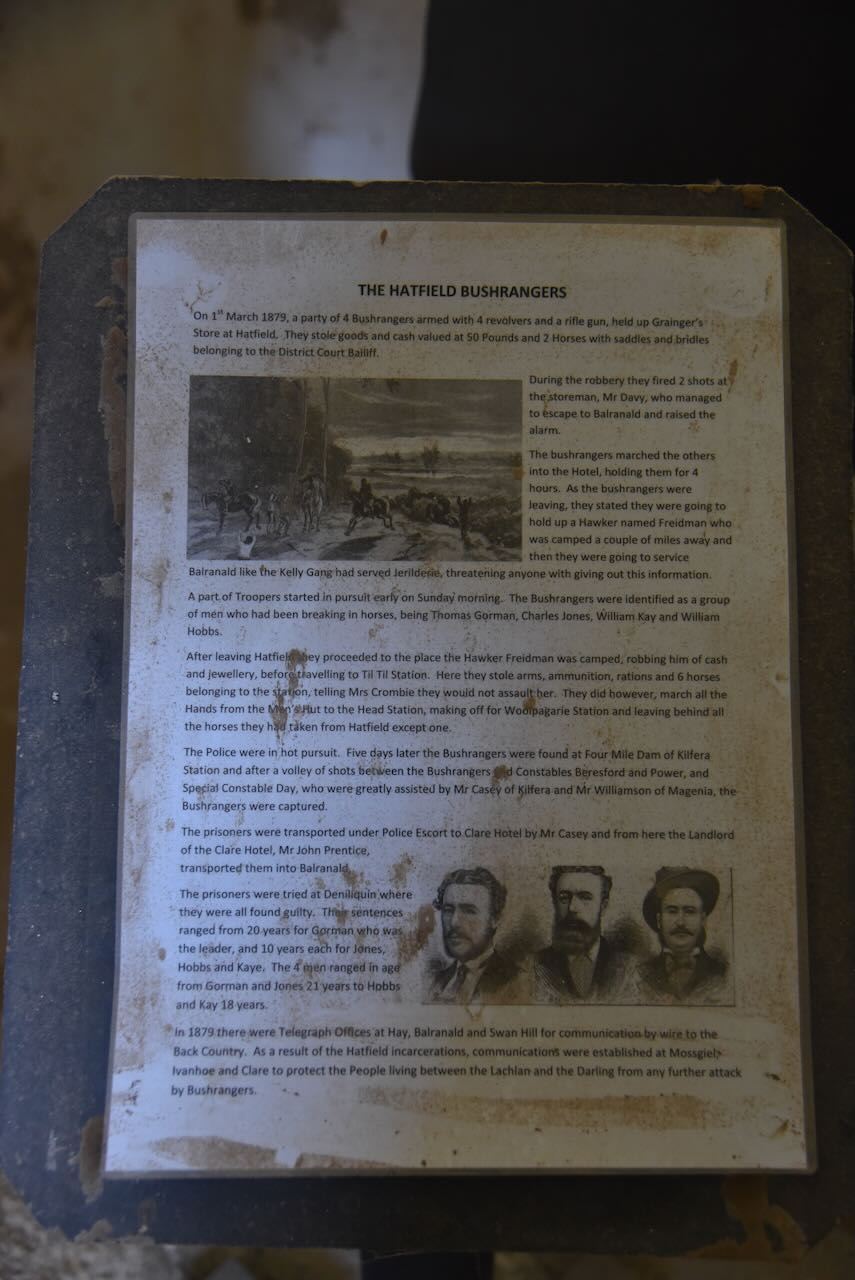 THE HATFIELD BUSHRANGERS
On 1st March 1879, a party of 4 Bushrangers armed with 4 revolvers and a rifle gun, held up Grainger's
Store at Hatfield. They stole goods and cash valued at 50 Pounds and 2 Horses with saddles and bridles
belonging to the District Court Bailiff.
During the robbery they fired 2 shots at
the storeman, Mr Davy, who managed
to escape to Balranald and raised the
alarm.
The bushrangers marched the others
into the Hotel, holding them for 4
hours. As the bushrangers were
leaving, they stated they were going to
hold up a Hawker named Freidman who
was camped a couple of miles away and
then they were going to service
Balranald like the Kelly Gang had served Jerilderie, threatening anyone with giving out this information.
A part of Troopers started in pursuit early on Sunday morning. The Bushrangers were identified as a group
of men who had been breaking in horses, being Thomas Gorman, Charles Jones, William Kay and William
Hobbs.
After leaving Hatfield they proceeded to the place the Hawker Freidman was camped, robbing him of cash
and jewellery, before travelling to Til Til Station. Here they stole arms, ammunition, rations and 6 horses
belonging to the station, telling Mrs Crombie they would not assault her. They did however, march all the
Hands from the Men's Hut to the Head Station, making off for Woolpagarie Station and leaving behind all
the horses they had taken from Hatfield except one.
The Police were in hot pursuit. Five days later the Bushrangers were found at Four Mile Dam of Kilfera
Station and after a volley of shots between the Bushrangers and Constables Beresford and Power, and
Special Constable Day, who were greatly assisted by Mr Casey of Kilfera and Mr Williamson of Magenia, the
Bushrangers were captured.
The prisoners were transported under Police Escort to Clare Hotel by Mr Casey and from here the Landlord
of the Clare Hotel, Mr John Prentice,
transported them into Balranald.
The prisoners were tried at Deniliquin where
they were all found guilty. Their sentences
ranged from 20 years for Gorman who was
the leader, and 10 years each for Jones,
Hobbs and Kaye. The 4 men ranged in age
from Gorman and Jones 21 years to Hobbs
and Kay 18 years.
In 1879 there were Telegraph Offices at Hay, Balranald and Swan Hill for communication by wire to the
Back Country. As a result of the Hatfield incarcerations, communications were established at Mossgiel,
Ivanhoe and Clare to protect the People living between the Lachlan and the Darling from any further attack
by Bushrangers.